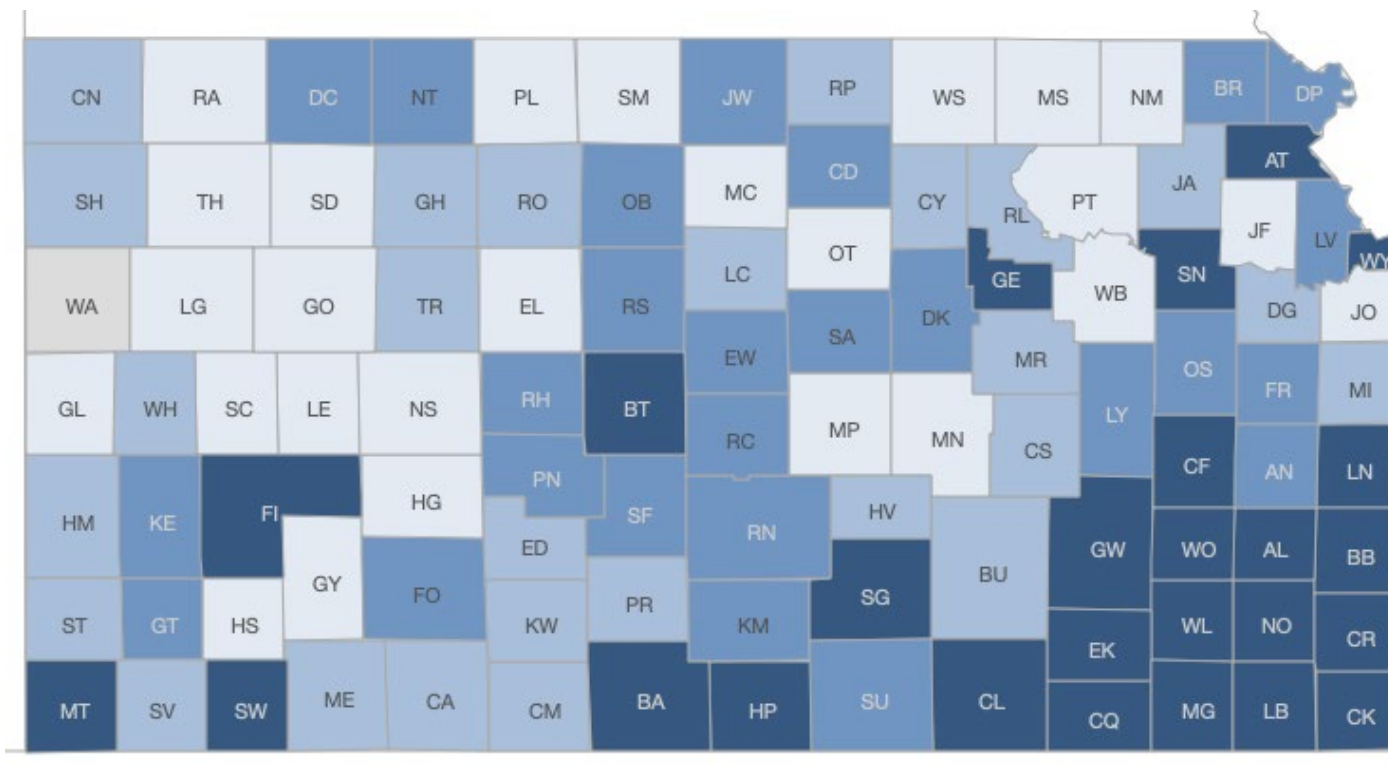 CN RA DC NT PL SM JW RP WS MS NM BR DP
SH TH SD GH RO OB MC CD CY RL PT JA AT
WA LG GO TR EL RS LC OT DK GE WB SN JF LV WY
EW SA MR DG JO
GL WH SC LE NS RH BT RC MP MN CS LY OS FR MI
HM KE FI HG PN SF RN HV CF AN LN
GY ED BU GW WO AL BB
ST GT HS FO KW PR KM SG EK WL NO CR
MT SV SW ME CA CM BA HP SU CL CQ MG LB CK